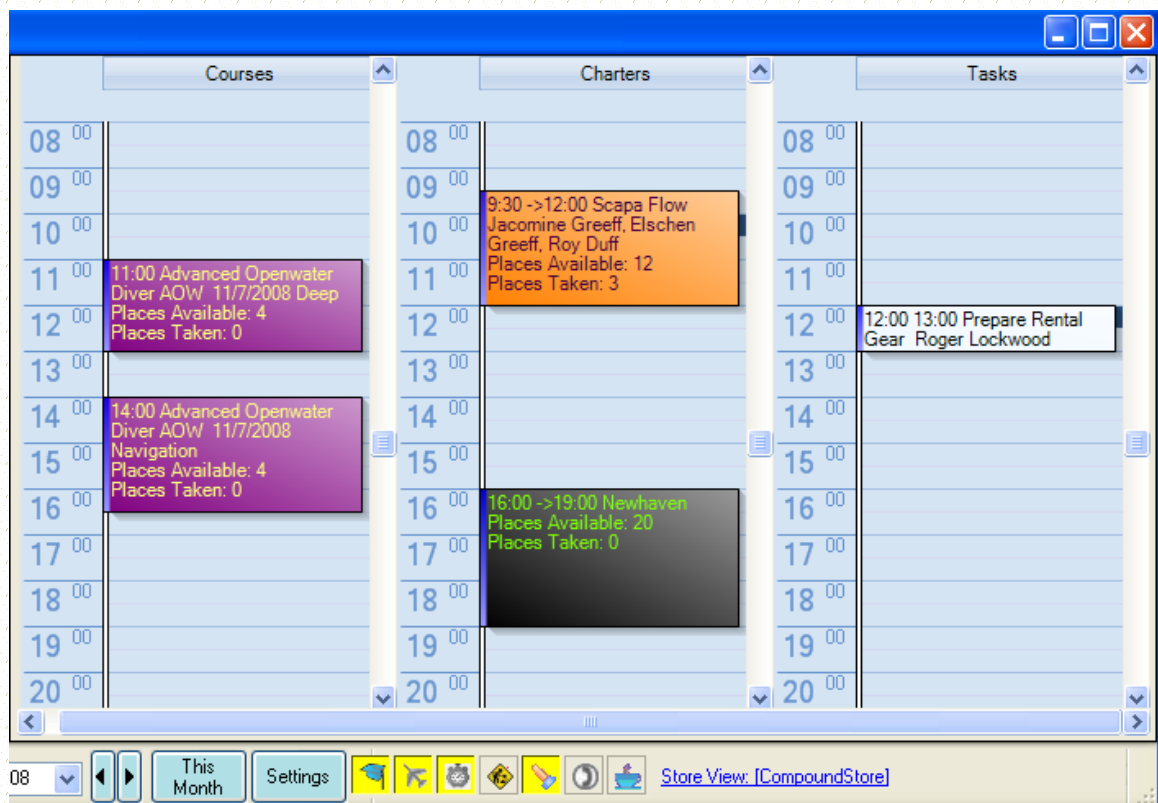 Courses
08 00
09 00
10 00
11 00
12 00
13 00
14 00
15 00
16 00
17 00
18 00
19 00
20 00
11:00 Advanced Openwater
Diver AOW 11/7/2008 Deep
Places Available: 4
Places Taken: 0
14:00 Advanced Openwater
Diver AOW 11/7/2008
Navigation
Places Available: 4
Places Taken: 0
Charters
08 00
09 00
10 00
11 00
12 00
13 00
14 00
15 00
16 00
17 00
18 00
19 00
20 00
9:30 ->12:00 Scapa Flow
Jacomine Greeff, Elschen
Greeff, Roy Duff
Places Available: 12
Places Taken: 3
16:00 ->19:00 Newhaven
Places Available: 20
Places Taken: 0
Tasks
08 00
09 00
10 00
11 00
12 00
13 00
14 00
15 00
16 00
17 00
18 00
19 00
20 00
12:00 13:00 Prepare Rental
Gear Roger Lockwood
08
This
Month
Settings
Store View: [CompoundStore]